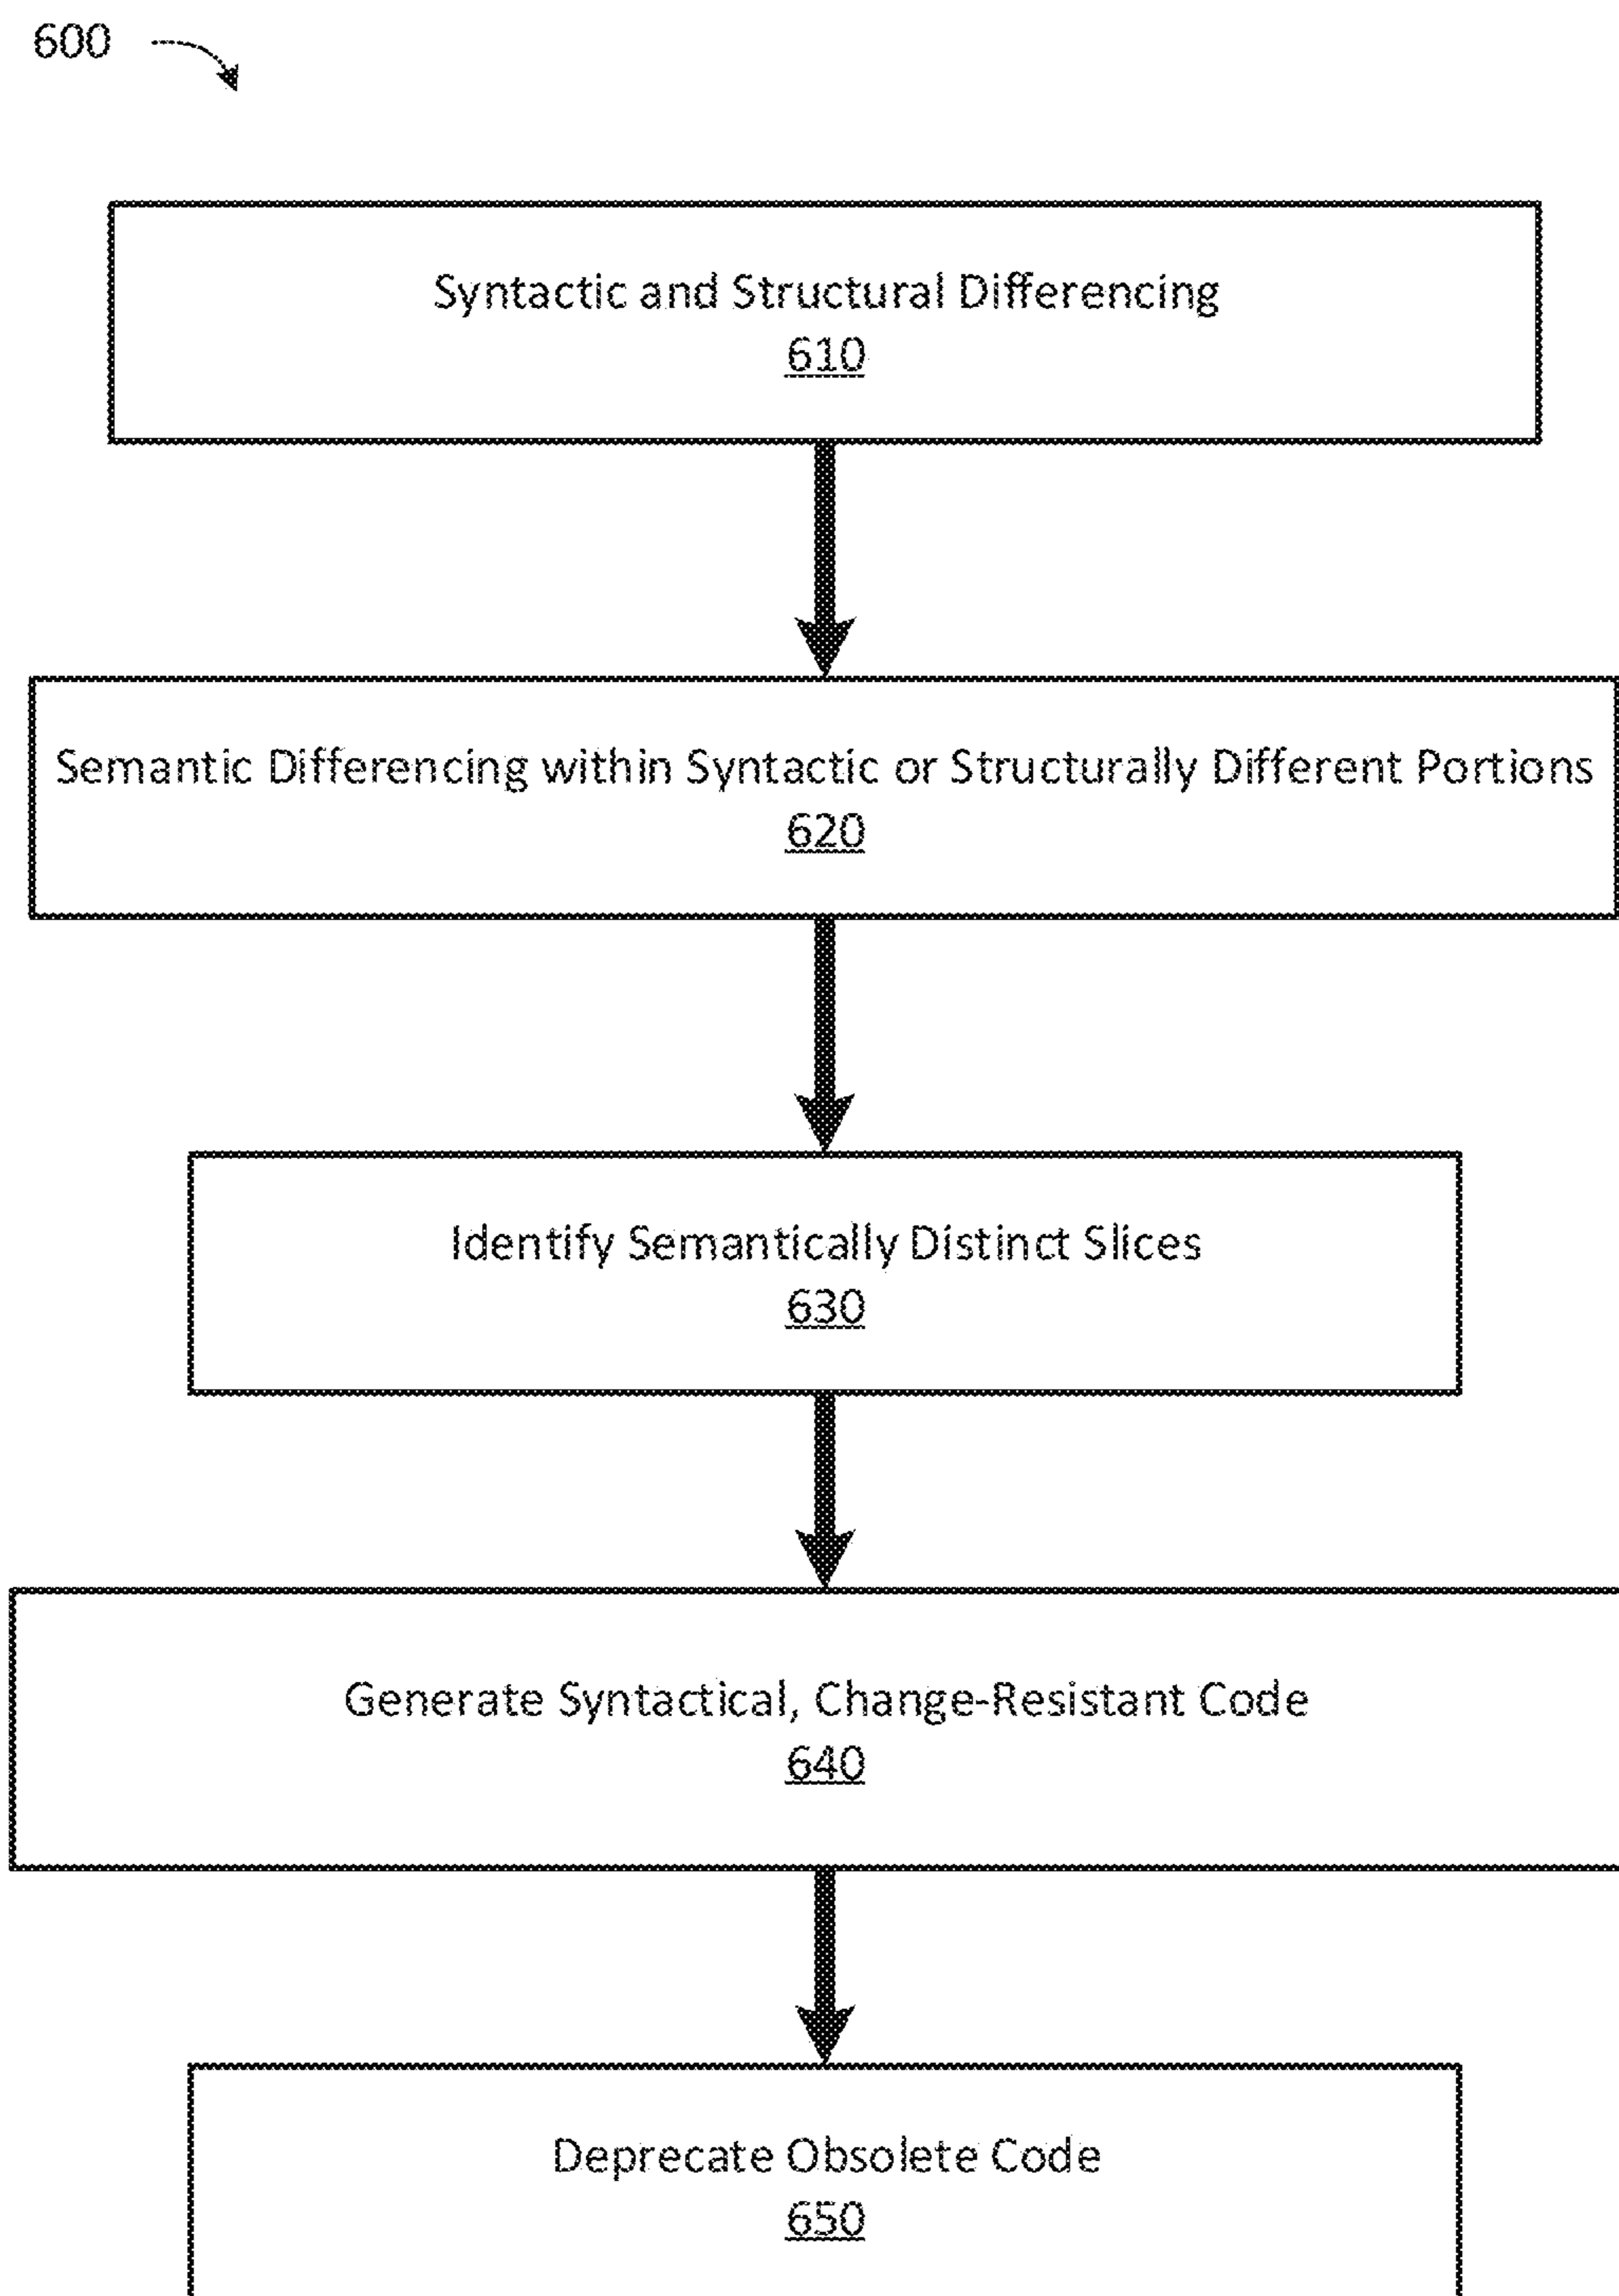 600
Syntactic and Structural Differencing
610
Semantic Differencing within Syntactic or Structurally Different Portions
620
Identify Semantically Distinct Slices
630
Generate Syntactical, Change-Resistant Code
640
Deprecate Obsolete Code
650